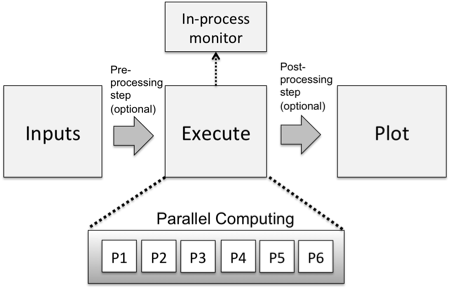 In-process
monitor
Pre-
processing
step
(optional)
Post-
processing
step
(optional)
Inputs
Execute
Plot
Parallel Computing
P1 P2 P3 P4 P5 P6